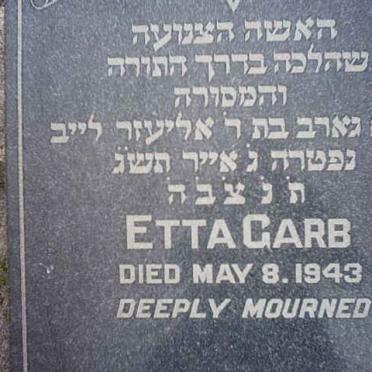 האשה הצנועה
שהלכה בדרך התורה
והמסורה
גארב בת ר' אליעזר לייב
נפטרה ג' אייר תש"ג
ת נ צ ב ה
ETTA GARB
DIED MAY 8. 1943
DEEPLY MOURNED